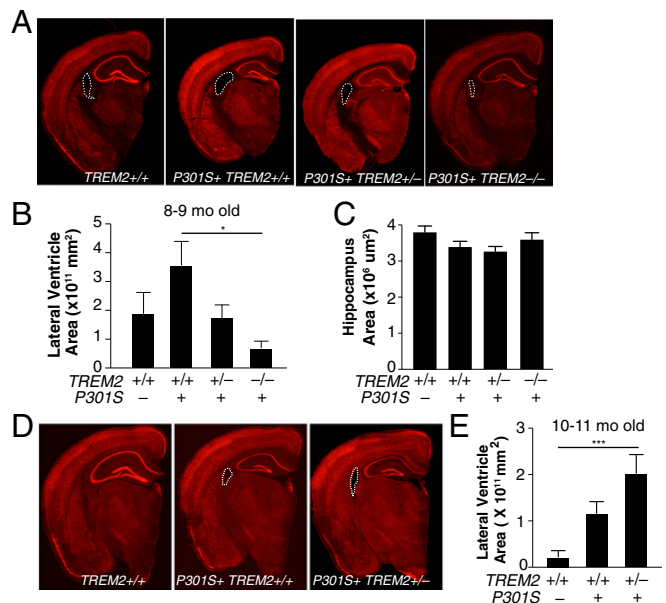 A
TREM2+/+
P301S+ TREM2+/+
P301S+ TREM2+/–
P301S+ TREM2–/–
B
8-9 mo old
Lateral Ventricle
Area (x10¹¹ mm²)
5
4
3
2
1
0
*
TREM2 +/+ +/+ +/– –/–
P301S – + + +
C
Hippocampus
Area (x10⁶ um²)
5
4
3
2
1
0
TREM2 +/+ +/+ +/– –/–
P301S – + + +
D
TREM2+/+
P301S+ TREM2+/+
P301S+ TREM2+/–
E
10-11 mo old
Lateral Ventricle
Area ( X 10¹¹ mm²)
3
2
1
0
***
TREM2 +/+ +/+ +/–
P301S – + +